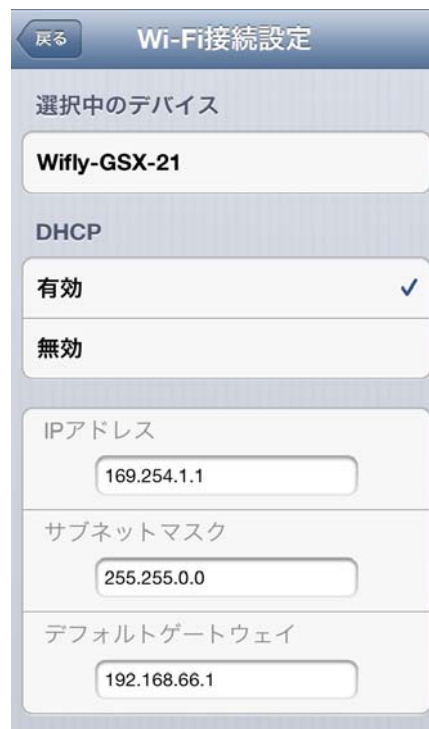 戻る
Wi-Fi接続設定
選択中のデバイス
Wifly-GSX-21
DHCP
有効
無効
IPアドレス
169.254.1.1
サブネットマスク
255.255.0.0
デフォルトゲートウェイ
192.168.66.1